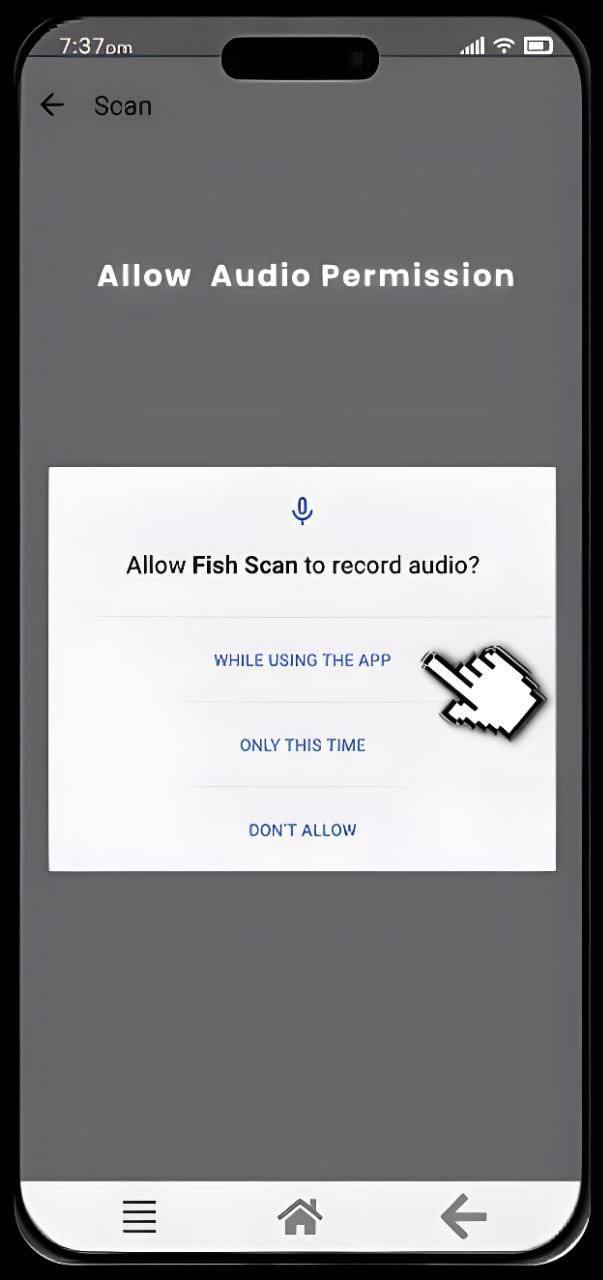 7:37pm
Scan
Allow Audio Permission
Allow Fish Scan to record audio?
WHILE USING THE APP
ONLY THIS TIME
DON'T ALLOW